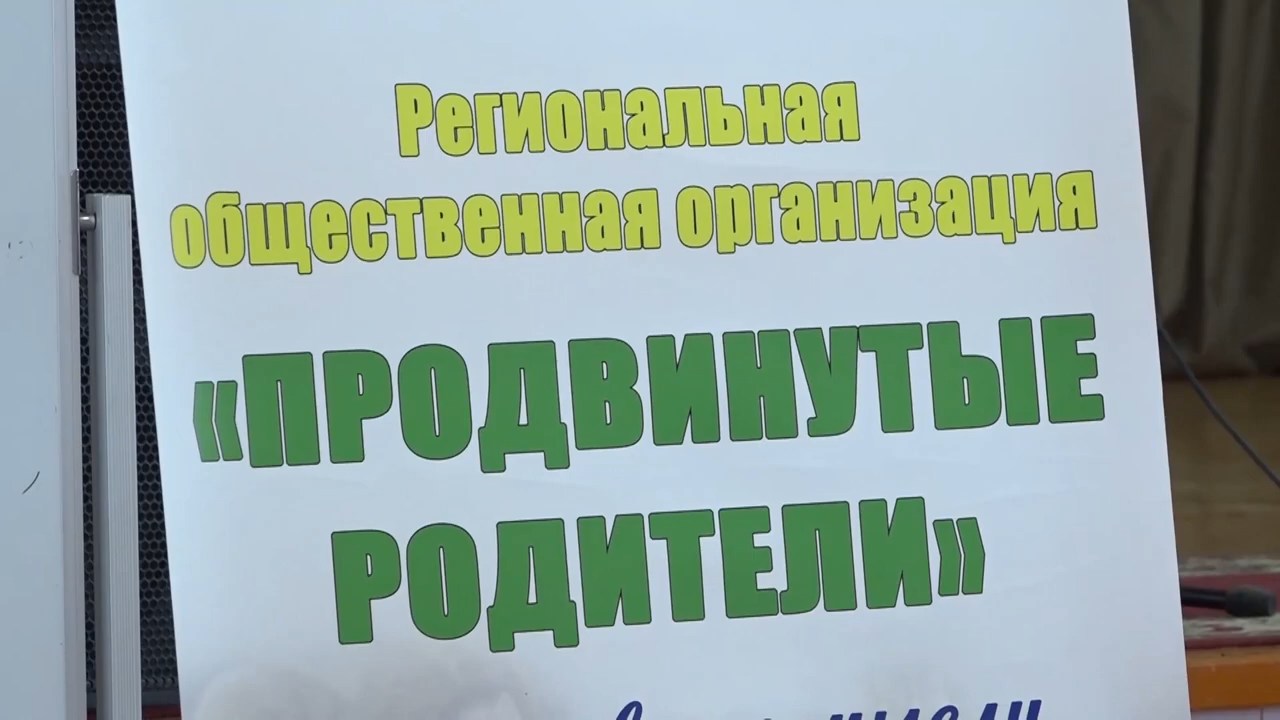 Региональная
общественная организация
«ПРОДВИНУТЫЕ
РОДИТЕЛИ»